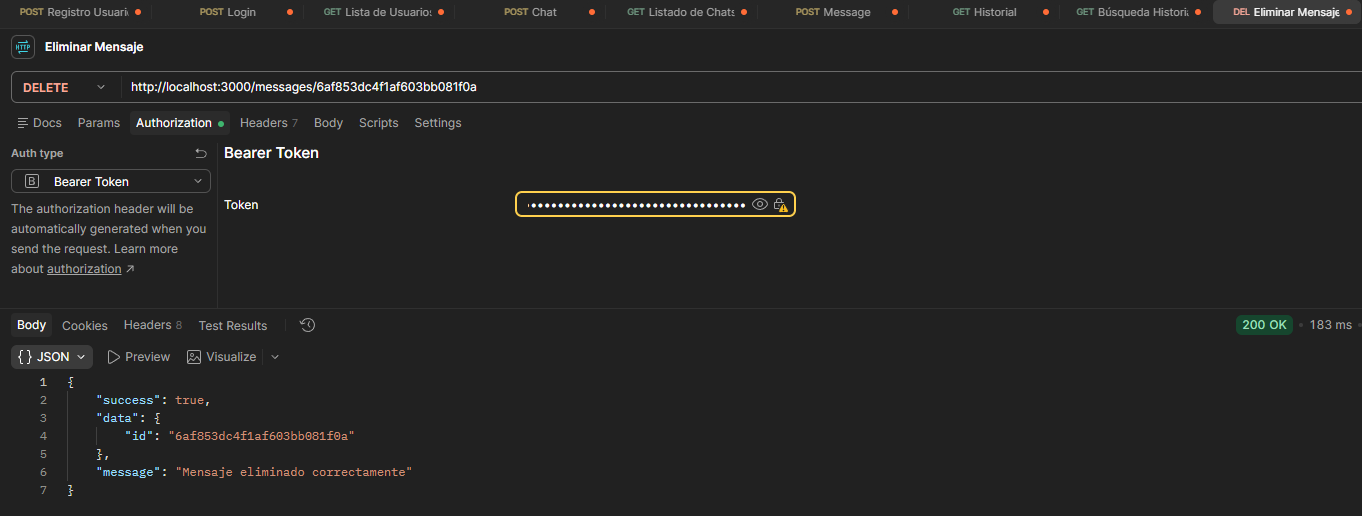 POST Registro Usuari POST Login GET Lista de Usuarios POST Chat GET Listado de Chats POST Message GET Historial GET Búsqueda Histori DEL Eliminar Mensaje
HTTP Eliminar Mensaje
DELETE http://localhost:3000/messages/6af853dc4f1af603bb081f0a
Docs Params Authorization Headers 7 Body Scripts Settings
Auth type
B Bearer Token
The authorization header will be
automatically generated when you
send the request. Learn more
about authorization ↗
Bearer Token
Token
Body Cookies Headers 8 Test Results 200 OK • 183 ms •
{} JSON Preview Visualize
1 {
2 "success": true,
3 "data": {
4 "id": "6af853dc4f1af603bb081f0a"
5 },
6 "message": "Mensaje eliminado correctamente"
7 }